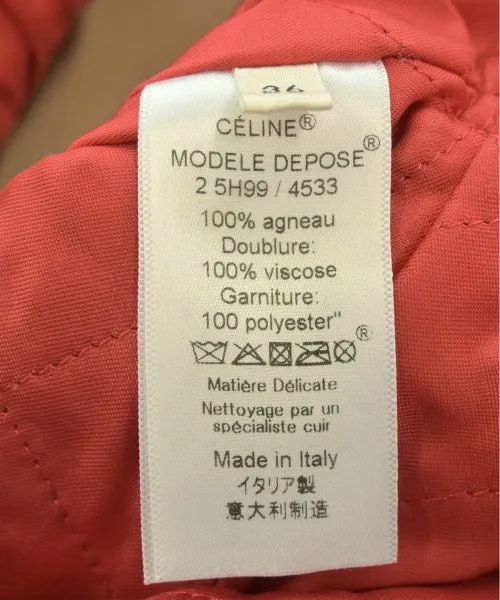 36
CÉLINE®
MODELE DEPOSE®
2 5H99 / 4533
100% agneau
Doublure:
100% viscose
Garniture:
100 polyester"
®
Matière Délicate
Nettoyage par un
spécialiste cuir
Made in Italy
イタリア製
意大利制造